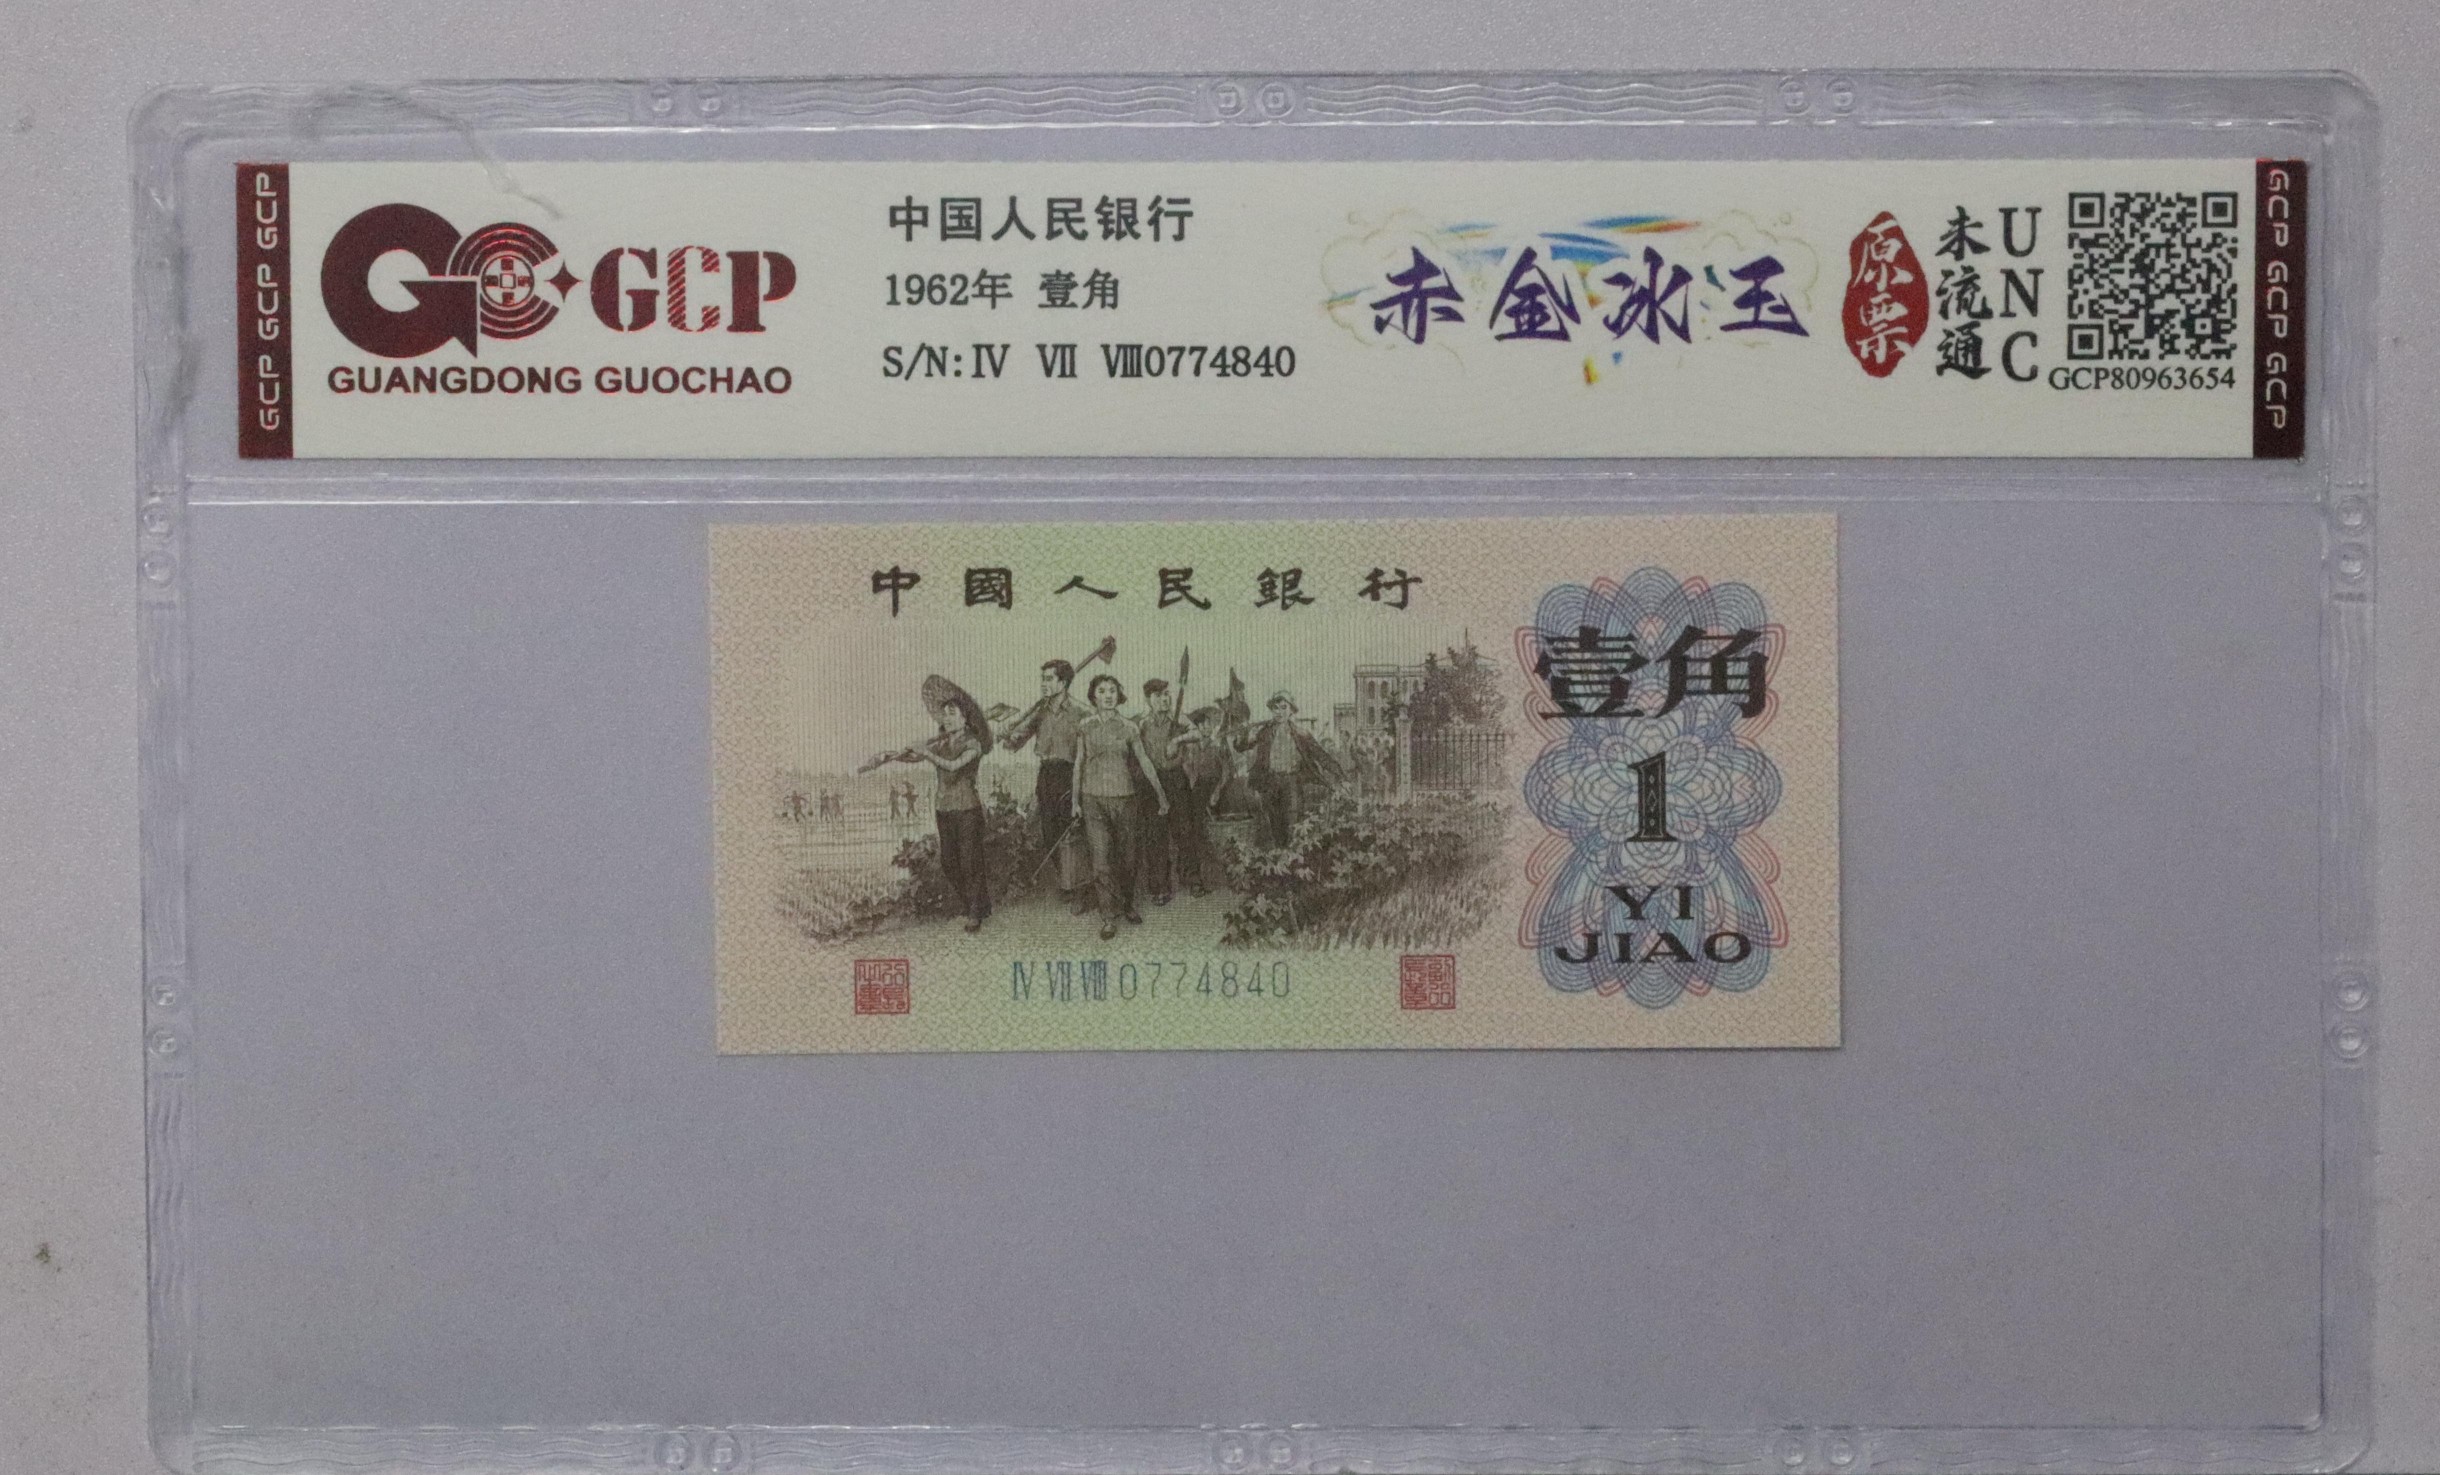 GCP GCP GCP
GCP
GUANGDONG GUOCHAO
中国人民银行
1962年 壹角
S/N:Ⅳ Ⅶ Ⅷ0774840
赤金冰玉
原票
未流通
UNC
GCP80963654
GCP GCP GCP
中國人民銀行
壹角
1
YI
JIAO
Ⅳ Ⅶ Ⅷ 0774840